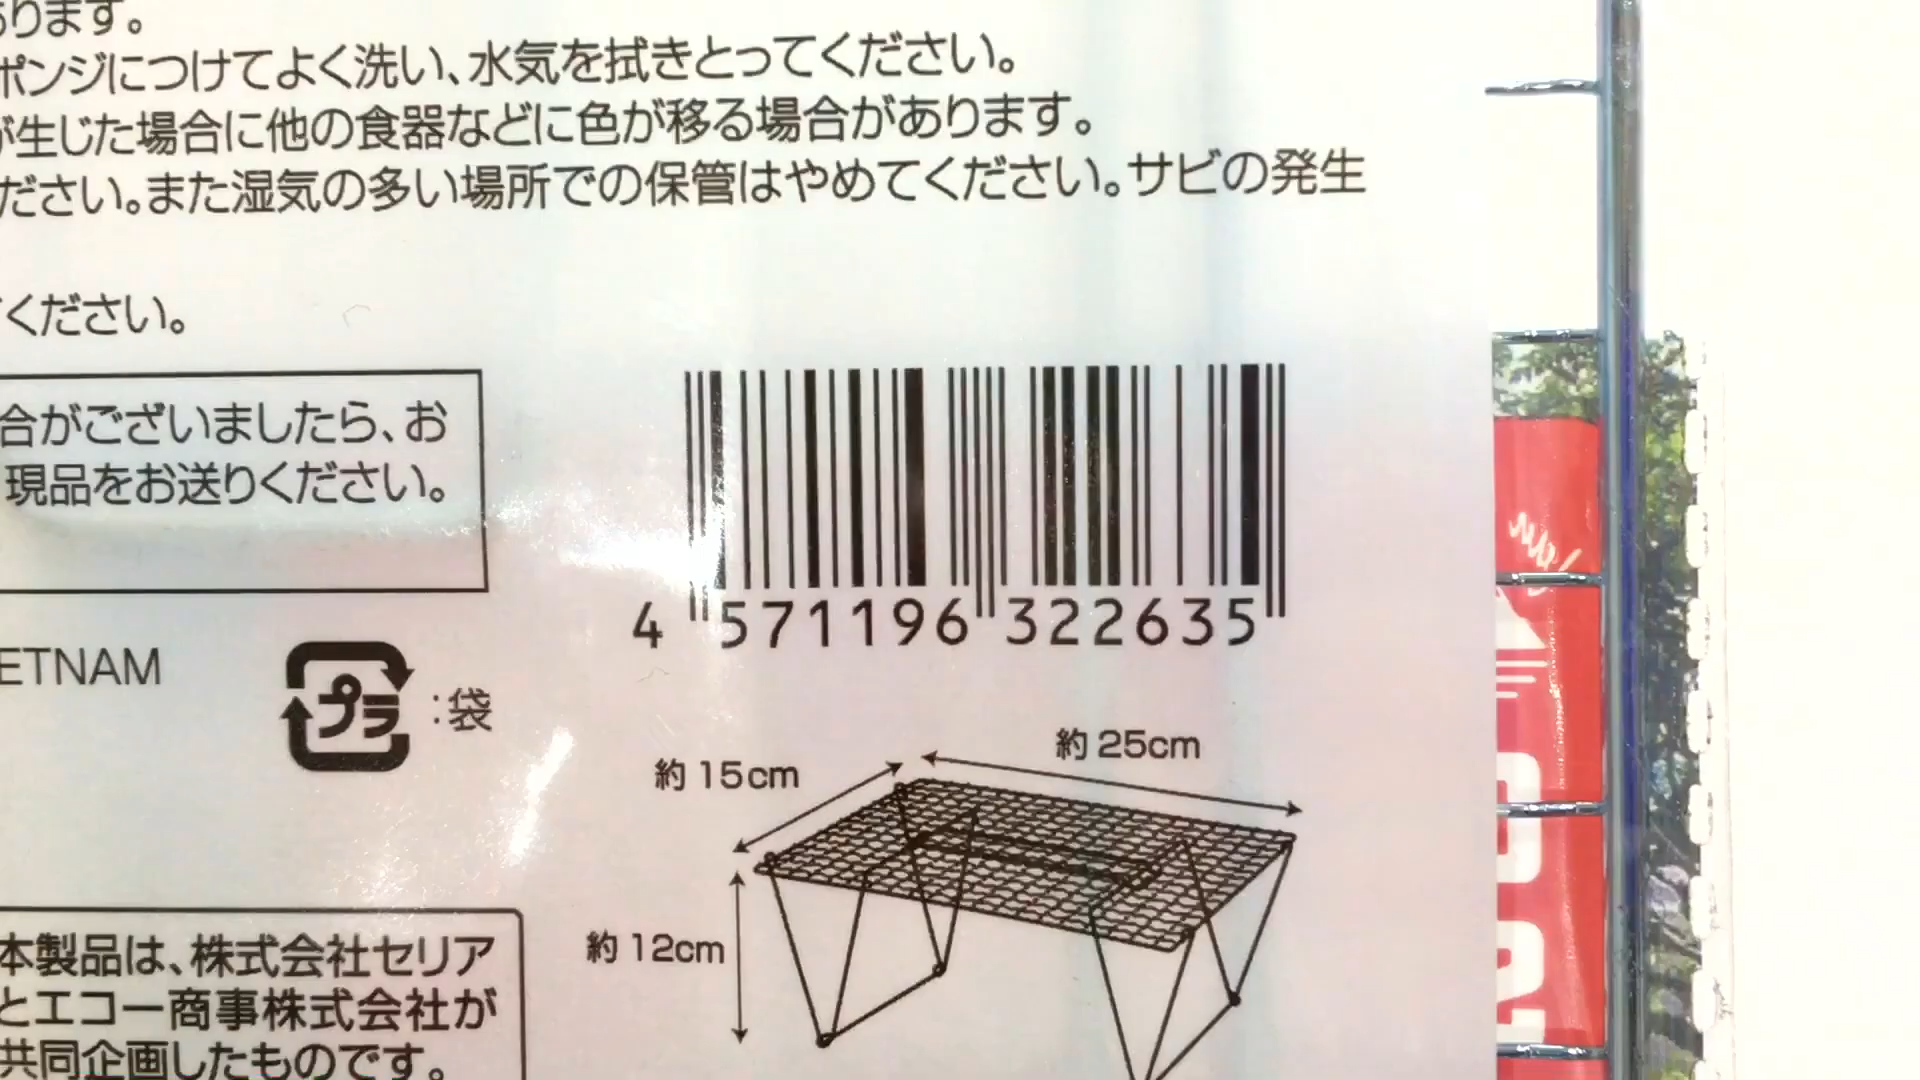 あります。
ポンジにつけてよく洗い、水気を拭きとってください。
が生じた場合に他の食器などに色が移る場合があります。
ださい。また湿気の多い場所での保管はやめてください。サビの発生
てください。
合がございましたら、お
現品をお送りください。
4 571196 322635
ETNAM
プラ
:袋
約25cm
約15cm
約12cm
本製品は、株式会社セリア
とエコー商事株式会社が
共同企画したものです。